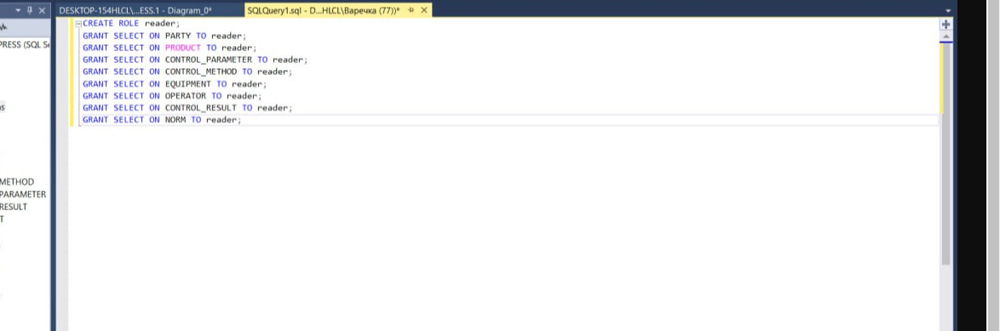 DESKTOP-154HLCL\...ESS.1 - Diagram_0*
SQLQuery1.sql - D...HLCL\Варечка (77))*
PRESS (SQL S
CREATE ROLE reader;
GRANT SELECT ON PARTY TO reader;
GRANT SELECT ON PRODUCT TO reader;
GRANT SELECT ON CONTROL_PARAMETER TO reader;
GRANT SELECT ON CONTROL_METHOD TO reader;
GRANT SELECT ON EQUIPMENT TO reader;
GRANT SELECT ON OPERATOR TO reader;
GRANT SELECT ON CONTROL_RESULT TO reader;
GRANT SELECT ON NORM TO reader;
METHOD
PARAMETER
RESULT
T